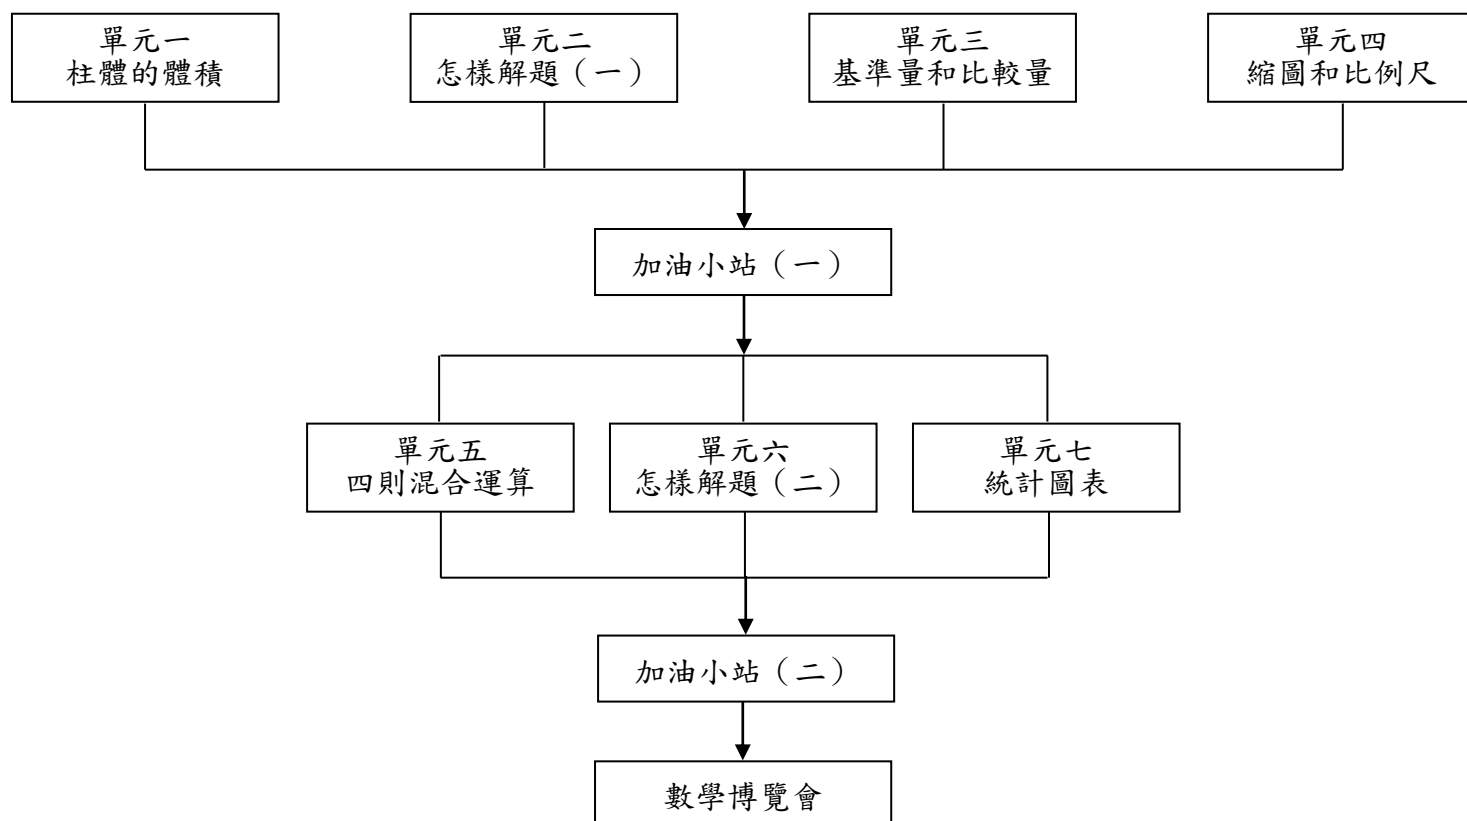 單元一
柱體的體積
單元二
怎樣解題（一）
單元三
基準量和比較量
單元四
縮圖和比例尺
加油小站（一）
單元五
四則混合運算
單元六
怎樣解題（二）
單元七
統計圖表
加油小站（二）
數學博覽會